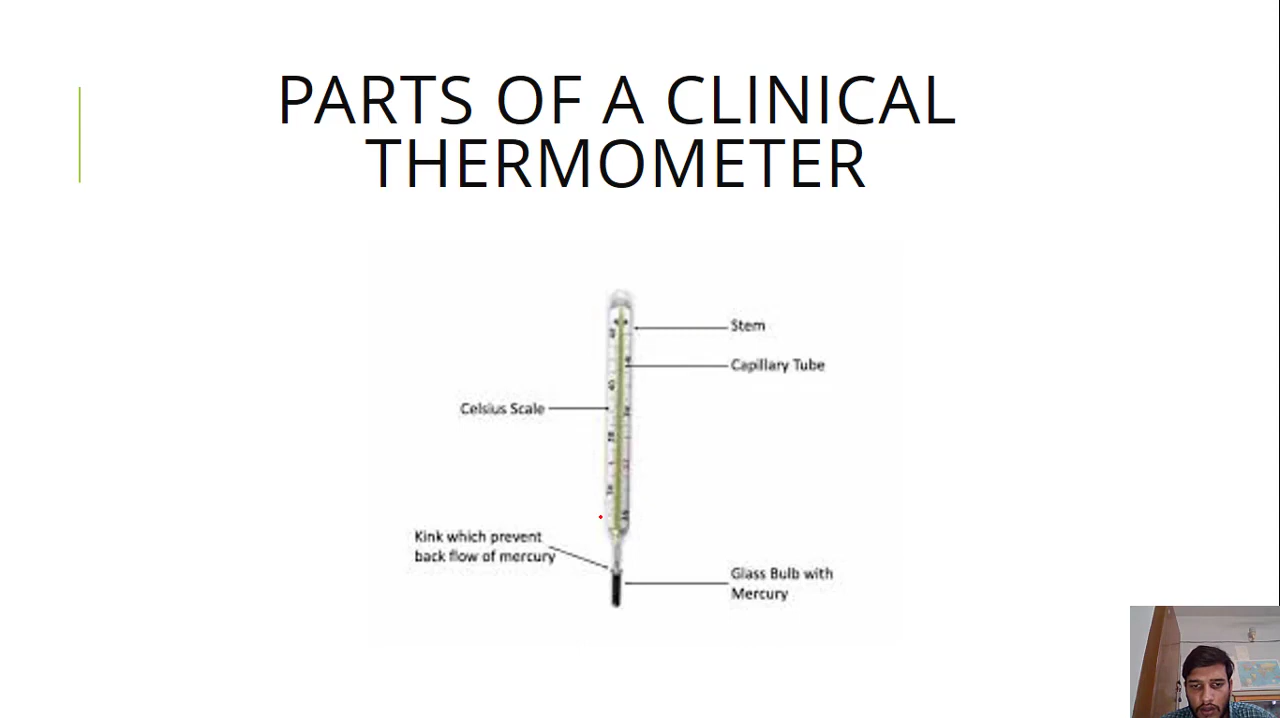 PARTS OF A CLINICAL
THERMOMETER
Stem
Capillary Tube
Celsius Scale
Kink which prevent
back flow of mercury
Glass Bulb with
Mercury